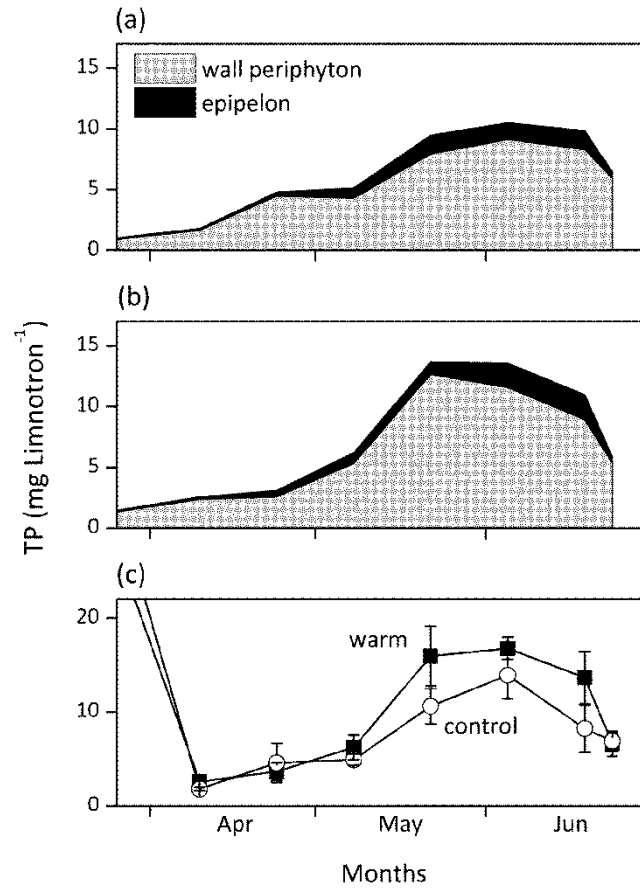 (a)
15
wall periphyton
epipelon
10
5
0
(b)
15
10
5
0
TP (mg Limnotron⁻¹)
(c)
20
warm
10
control
0
Apr May Jun
Months